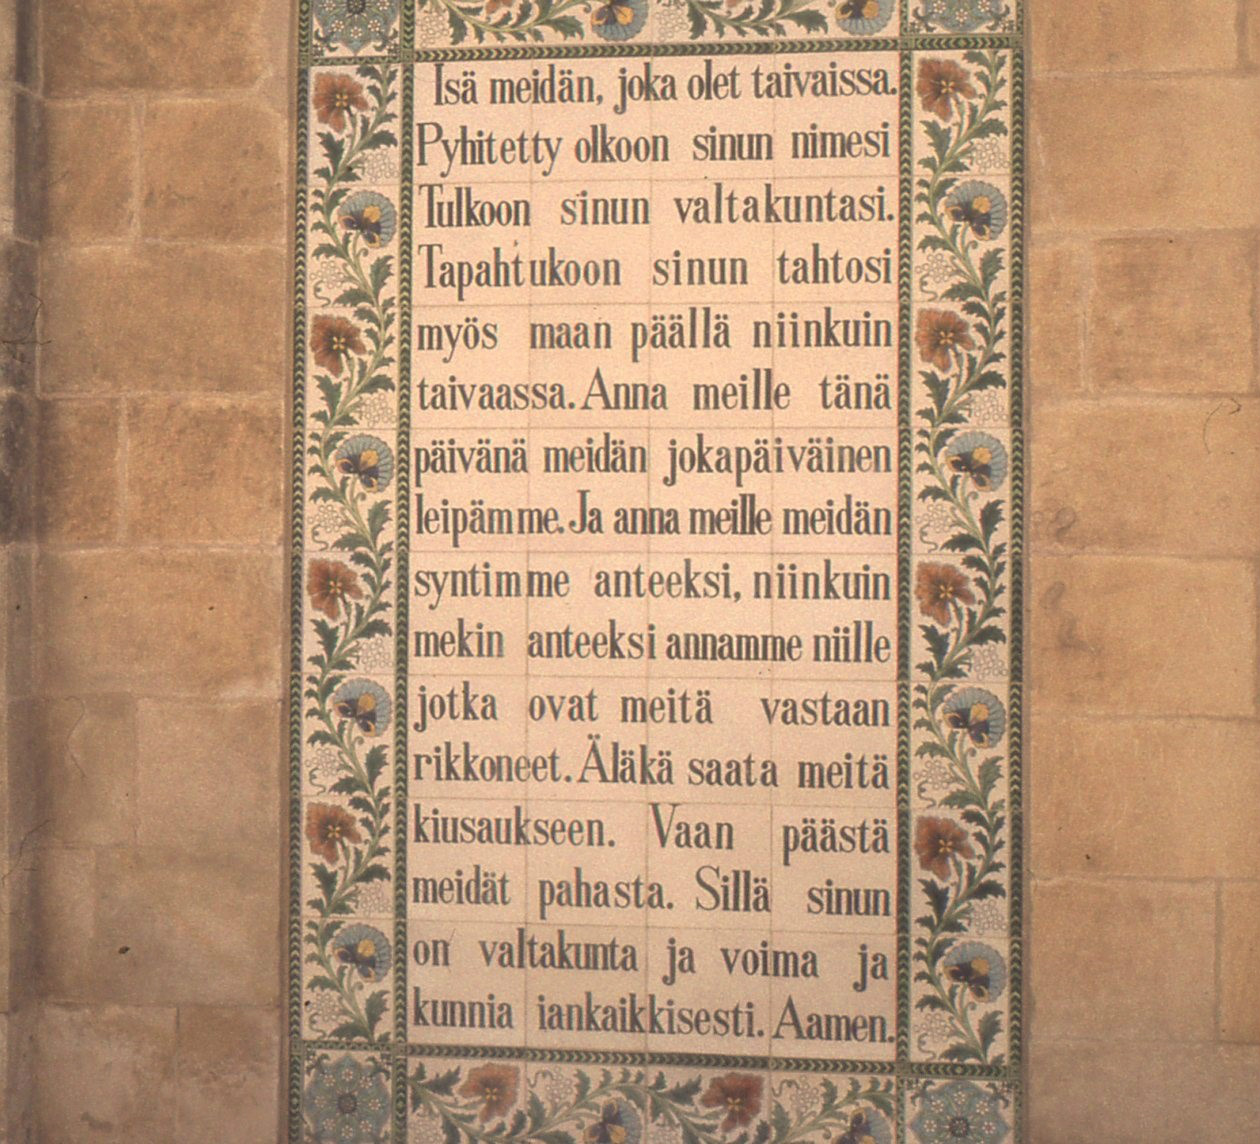 Isä meidän, joka olet taivaissa.
Pyhitetty olkoon sinun nimesi
Tulkoon sinun valtakuntasi.
Tapahtukoon sinun tahtosi
myös maan päällä niinkuin
taivaassa. Anna meille tänä
päivänä meidän jokapäiväinen
leipämme. Ja anna meille meidän
syntimme anteeksi, niinkuin
mekin anteeksi annamme niille
jotka ovat meitä vastaan
rikkoneet. Äläkä saata meitä
kiusaukseen. Vaan päästä
meidät pahasta. Sillä sinun
on valtakunta ja voima ja
kunnia iankaikkisesti. Aamen.